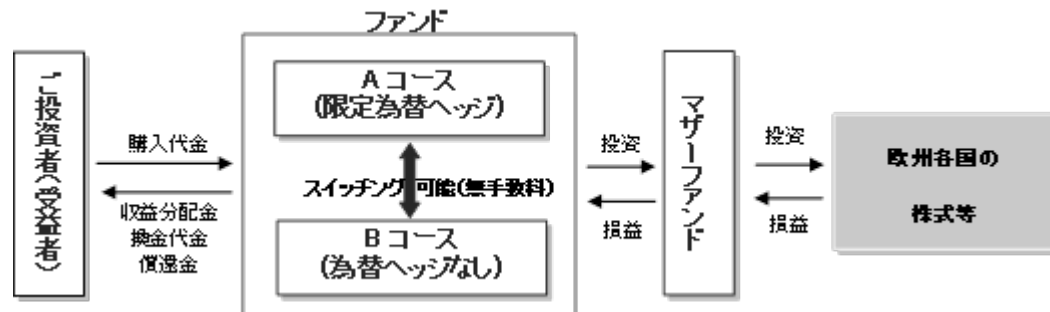 ファンド
ご投資者(受益者)
購入代金
収益分配金
換金代金
償還金
Aコース
(限定為替ヘッジ)
スイッチング 可能(無手数料)
Bコース
(為替ヘッジなし)
投資
損益
マザーファンド
投資
損益
欧州各国の
株式等